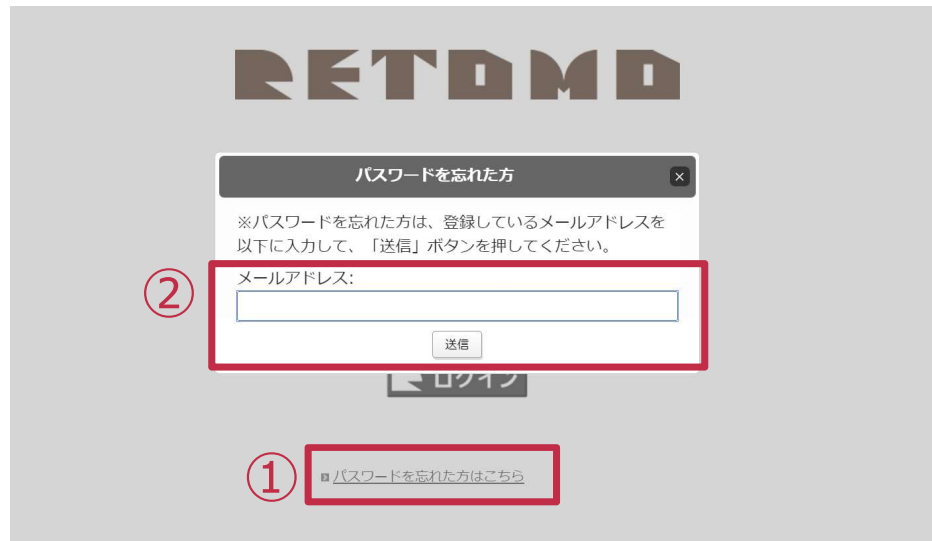 RETOMO
パスワードを忘れた方
※パスワードを忘れた方は、登録しているメールアドレスを
以下に入力して、「送信」ボタンを押してください。
② メールアドレス:
送信
ログイン
① パスワードを忘れた方はこちら